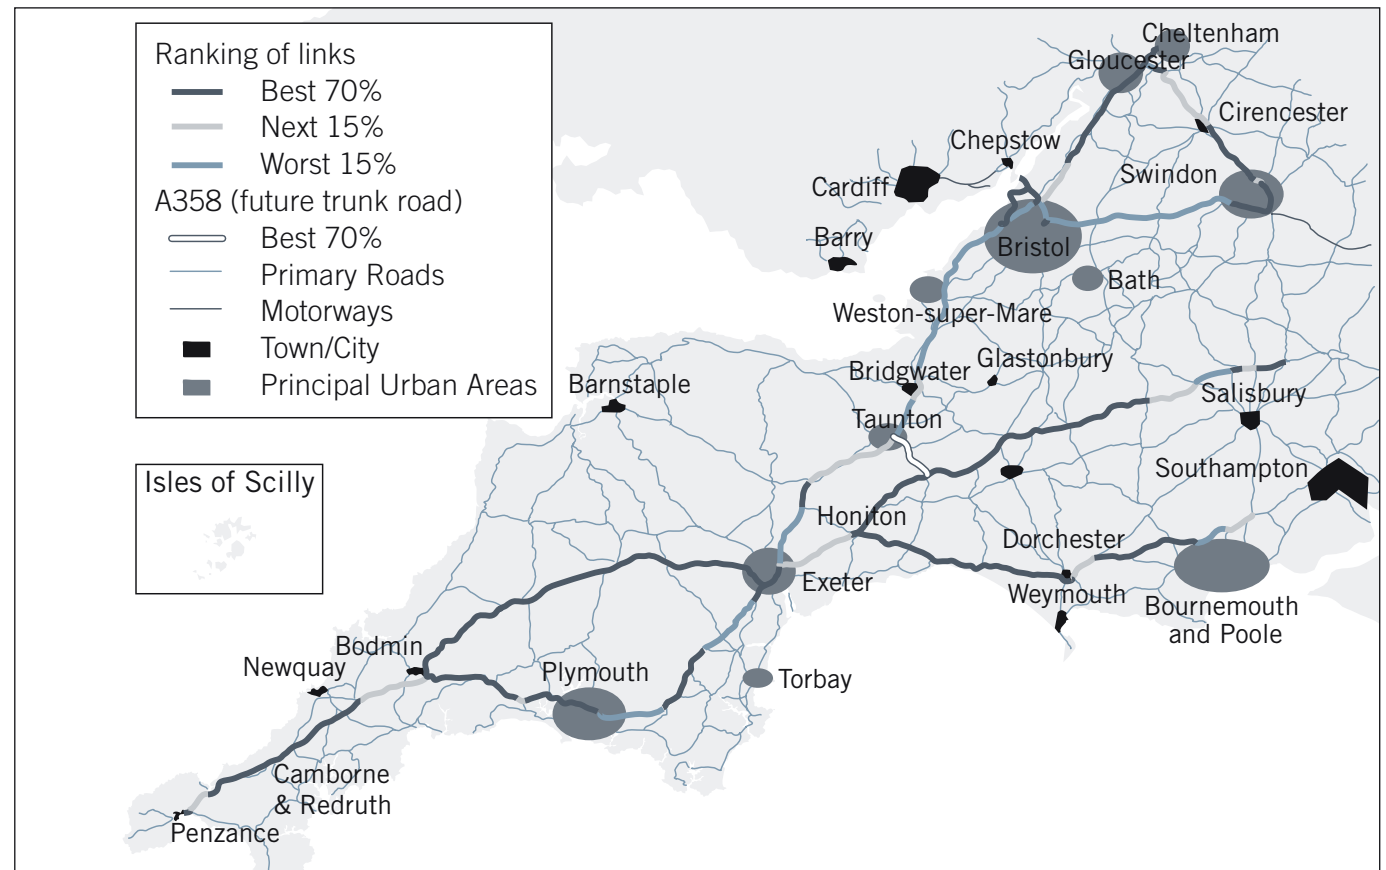 Ranking of links
Best 70%
Next 15%
Worst 15%
A358 (future trunk road)
Best 70%
Primary Roads
Motorways
Town/City
Principal Urban Areas
Isles of Scilly
Cheltenham
Gloucester
Cirencester
Chepstow
Swindon
Cardiff
Barry
Bristol
Bath
Weston-super-Mare
Bridgwater
Glastonbury
Barnstaple
Salisbury
Taunton
Southampton
Honiton
Dorchester
Exeter
Weymouth
Bournemouth
and Poole
Bodmin
Newquay
Plymouth
Torbay
Camborne
& Redruth
Penzance